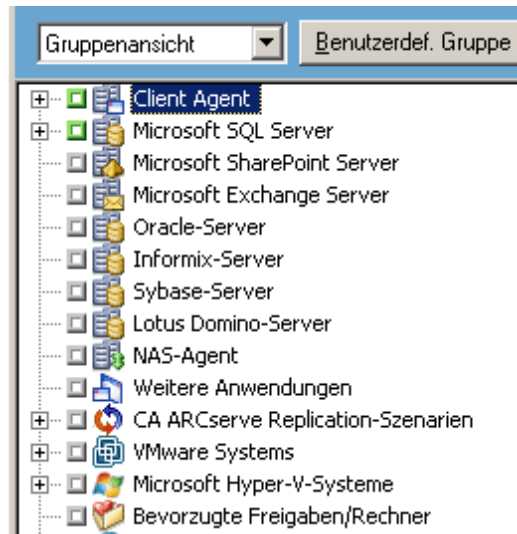 Gruppenansicht Benutzerdef. Gruppe
Client Agent
Microsoft SQL Server
Microsoft SharePoint Server
Microsoft Exchange Server
Oracle-Server
Informix-Server
Sybase-Server
Lotus Domino-Server
NAS-Agent
Weitere Anwendungen
CA ARCserve Replication-Szenarien
VMware Systems
Microsoft Hyper-V-Systeme
Bevorzugte Freigaben/Rechner